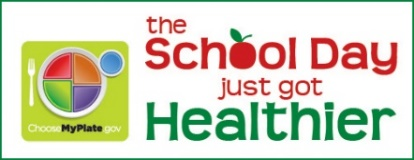 the
School Day
just got
Healthier
ChooseMyPlate.gov